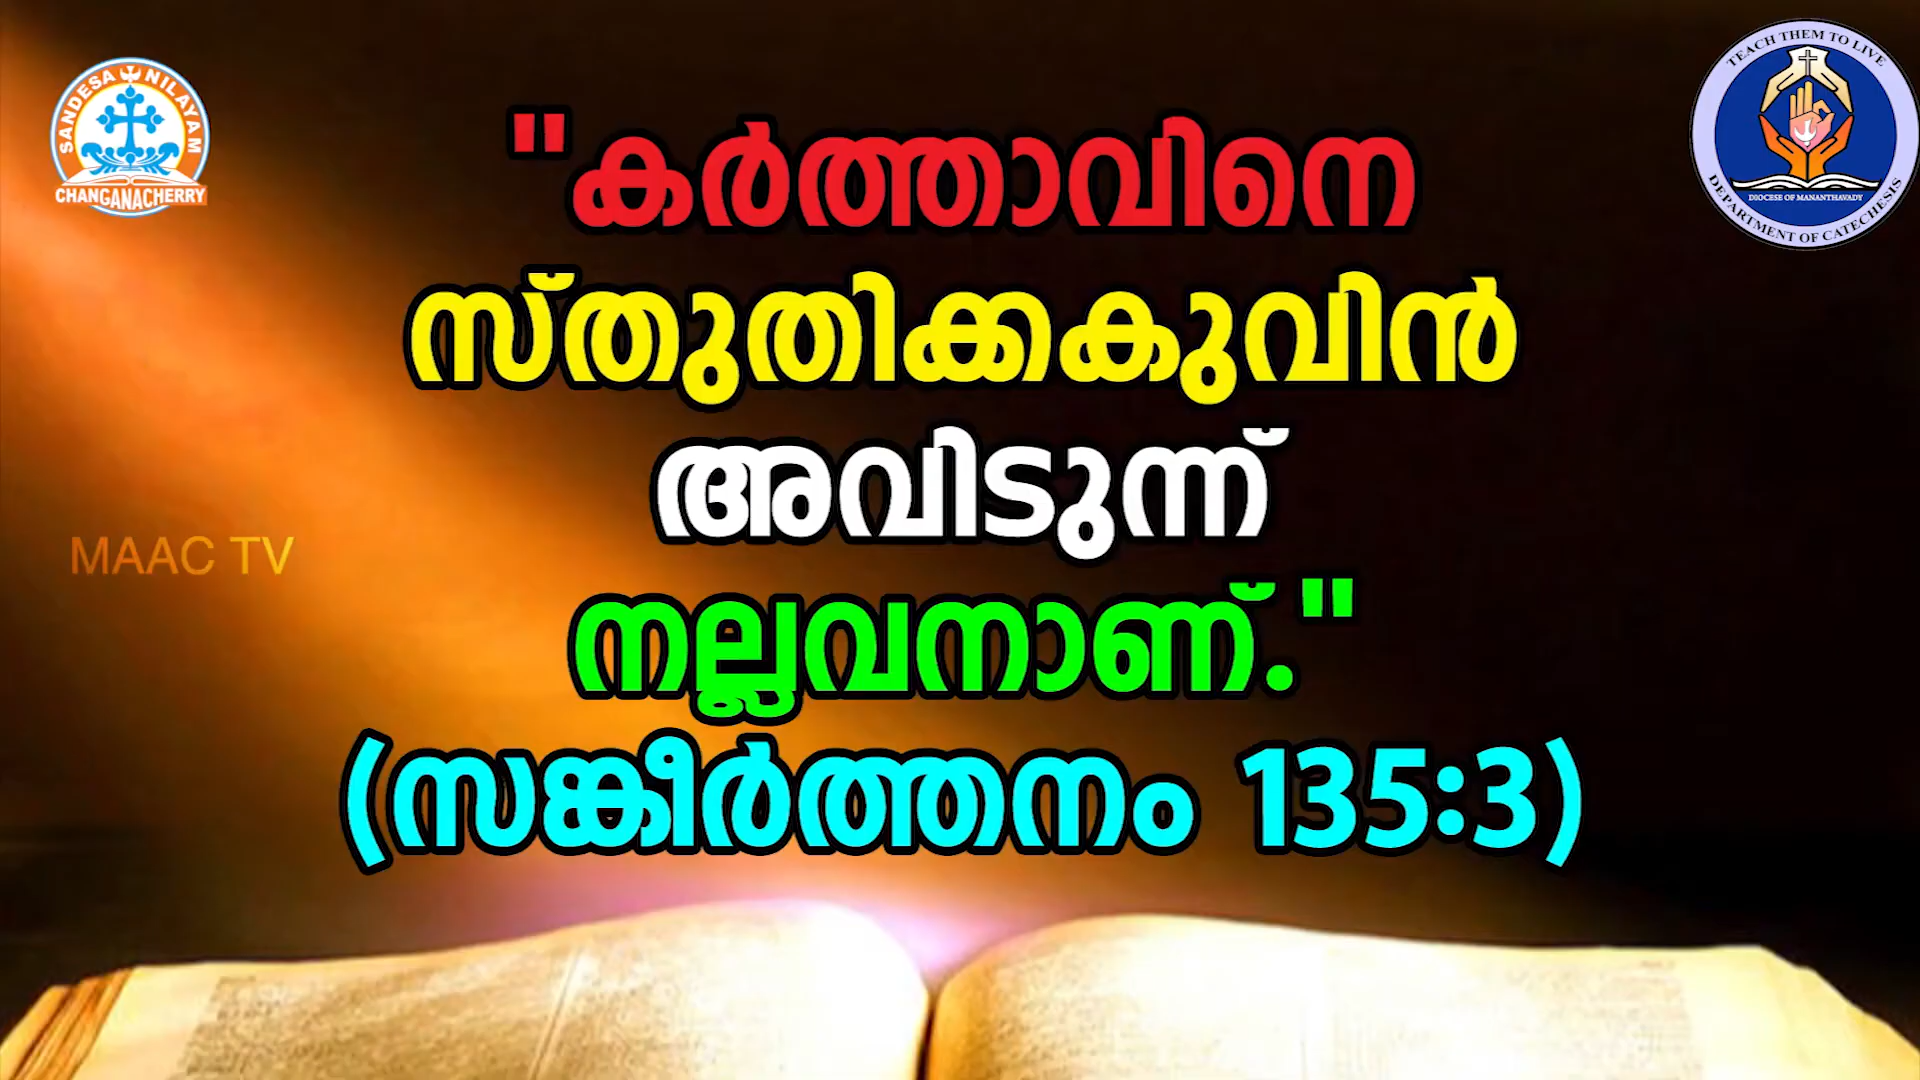 SANDESA NILAYAM
CHANGANACHERRY
TEACH THEM TO LIVE
DIOCESE OF MANANTHAVADY
DEPARTMENT OF CATECHESIS
"കർത്താവിനെ
സ്തുതിക്കകുവിൻ
അവിടുന്ന്
നല്ലവനാണ്."
(സങ്കീർത്തനം 135:3)
MAAC TV